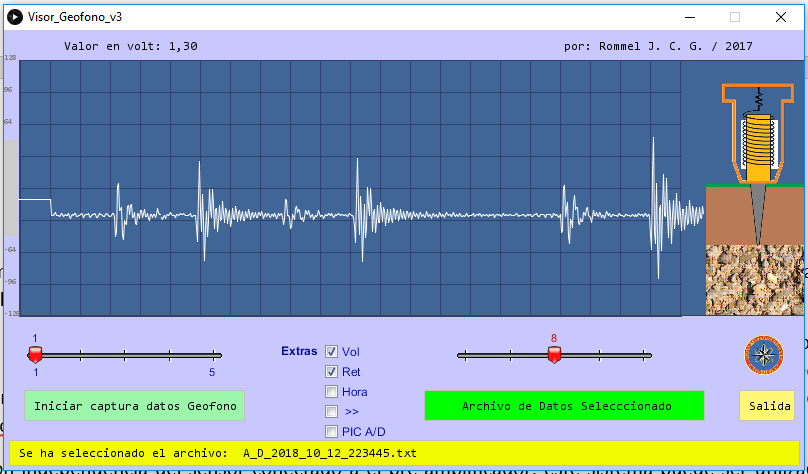 Visor_Geofono_v3
Valor en volt: 1,30
por: Rommel J. C. G. / 2017
128
96
64
-64
-96
-128
1
1
5
Extras
Vol
Ret
Hora
>>
PIC A/D
8
Iniciar captura datos Geofono
Archivo de Datos Selecccionado
Salida
Se ha seleccionado el archivo: A_D_2018_10_12_223445.txt